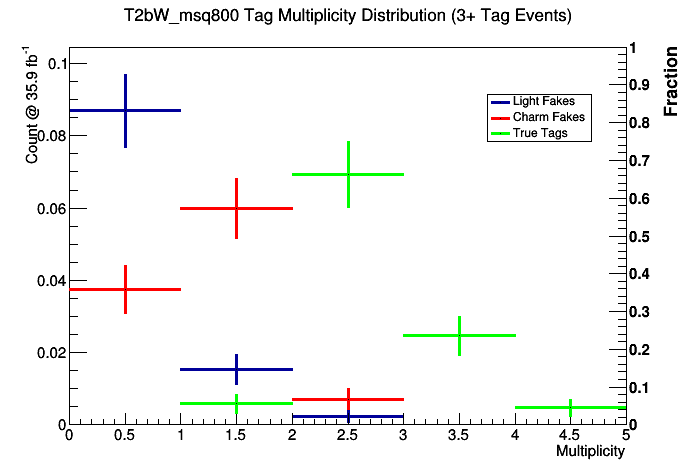 T2bW_msq800 Tag Multiplicity Distribution (3+ Tag Events)
Count @ 35.9 fb⁻¹
0.1
0.08
0.06
0.04
0.02
0
Light Fakes
Charm Fakes
True Tags
1
0.9
0.8
0.7
0.6
0.5
0.4
0.3
0.2
0.1
0
Fraction
0 0.5 1 1.5 2 2.5 3 3.5 4 4.5 5
Multiplicity